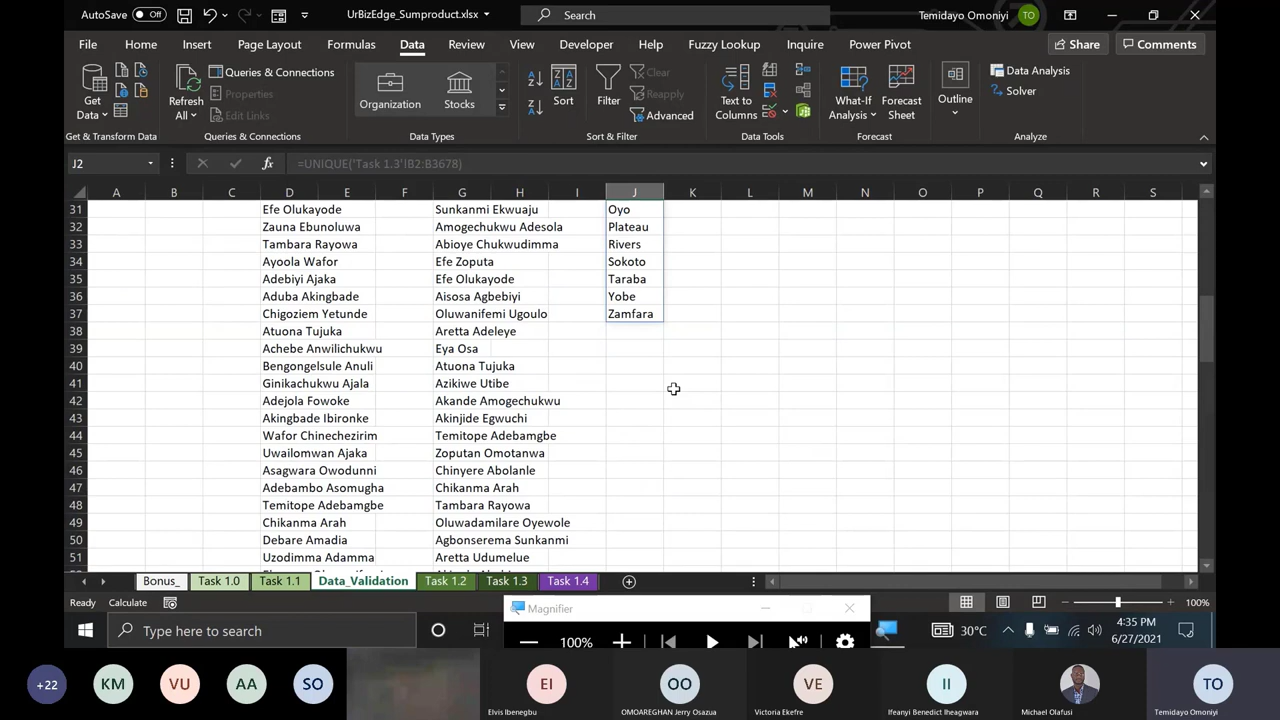 AutoSave Off UrBizEdge_Sumproduct.xlsx Search Temidayo Omoniyi TO
File Home Insert Page Layout Formulas Data Review View Developer Help Fuzzy Lookup Inquire Power Pivot Share Comments
Get Data
Refresh All
Queries & Connections
Properties
Edit Links
Organization Stocks
Sort
Filter
Clear
Reapply
Advanced
Text to Columns
What-If Analysis
Forecast Sheet
Outline
Data Analysis
Solver
Get & Transform Data Queries & Connections Data Types Sort & Filter Data Tools Forecast Analyze
J2 fx =UNIQUE('Task 1.3'!B2:B3678)
A B C D E F G H I J K L M N O P Q R S
31 Efe Olukayode Sunkanmi Ekwuaju Oyo
32 Zauna Ebunoluwa Amogechukwu Adesola Plateau
33 Tambara Rayowa Abioye Chukwudimma Rivers
34 Ayoola Wafor Efe Zoputa Sokoto
35 Adebiyi Ajaka Efe Olukayode Taraba
36 Aduba Akingbade Aisosa Agbebiyi Yobe
37 Chigoziem Yetunde Oluwanifemi Ugoulo Zamfara
38 Atuona Tujuka Aretta Adeleye
39 Achebe Anwilichukwu Eya Osa
40 Bengongelsule Anuli Atuona Tujuka
41 Ginikachukwu Ajala Azikiwe Utibe
42 Adejola Fowoke Akande Amogechukwu
43 Akingbade Ibironke Akinjide Egwuchi
44 Wafor Chinechezirim Temitope Adebamgbe
45 Uwailomwan Ajaka Zoputan Omotanwa
46 Asagwara Owodunni Chinyere Abolanle
47 Adebambo Asomugha Chikanma Arah
48 Temitope Adebamgbe Tambara Rayowa
49 Chikanma Arah Oluwadamilare Oyewole
50 Debare Amadia Agbonserema Sunkanmi
51 Uzodimma Adamma Aretta Udumelue
Bonus_ Task 1.0 Task 1.1 Data_Validation Task 1.2 Task 1.3 Task 1.4
Ready Calculate 100%
Magnifier
100%
Type here to search 30°C 4:35 PM
6/27/2021
+22 KM VU AA SO EI OO VE II TO
Elvis Ibenegbu OMOAREGHAN Jerry Osazua Victoria Ekefre Ifeanyi Benedict Iheagwara Michael Olafusi Temidayo Omoniyi